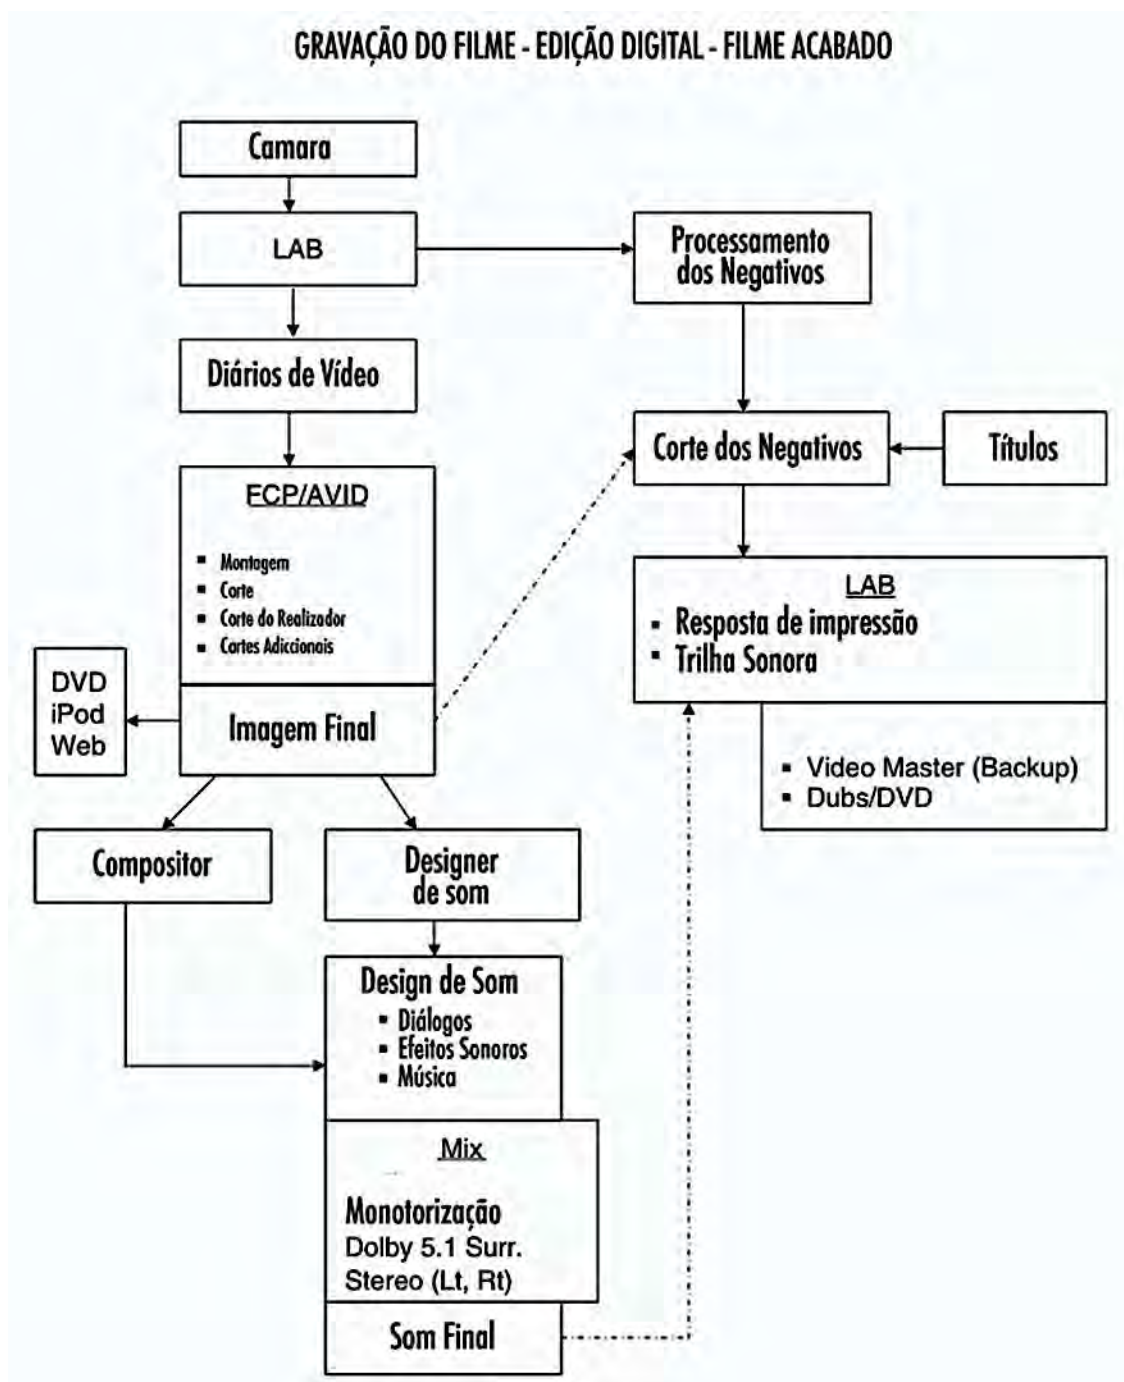 GRAVAÇÃO DO FILME - EDIÇÃO DIGITAL - FILME ACABADO
Camara
LAB
Processamento
dos Negativos
Diários de Vídeo
Corte dos Negativos
Títulos
FCP/AVID
▪ Montagem
▪ Corte
▪ Corte do Realizador
▪ Cortes Adiccionais
LAB
▪ Resposta de impressão
▪ Trilha Sonora
DVD
iPod
Web
Imagem Final
▪ Video Master (Backup)
▪ Dubs/DVD
Compositor
Designer
de som
Design de Som
▪ Diálogos
▪ Efeitos Sonoros
▪ Música
Mix
Monotorização
Dolby 5.1 Surr.
Stereo (Lt, Rt)
Som Final